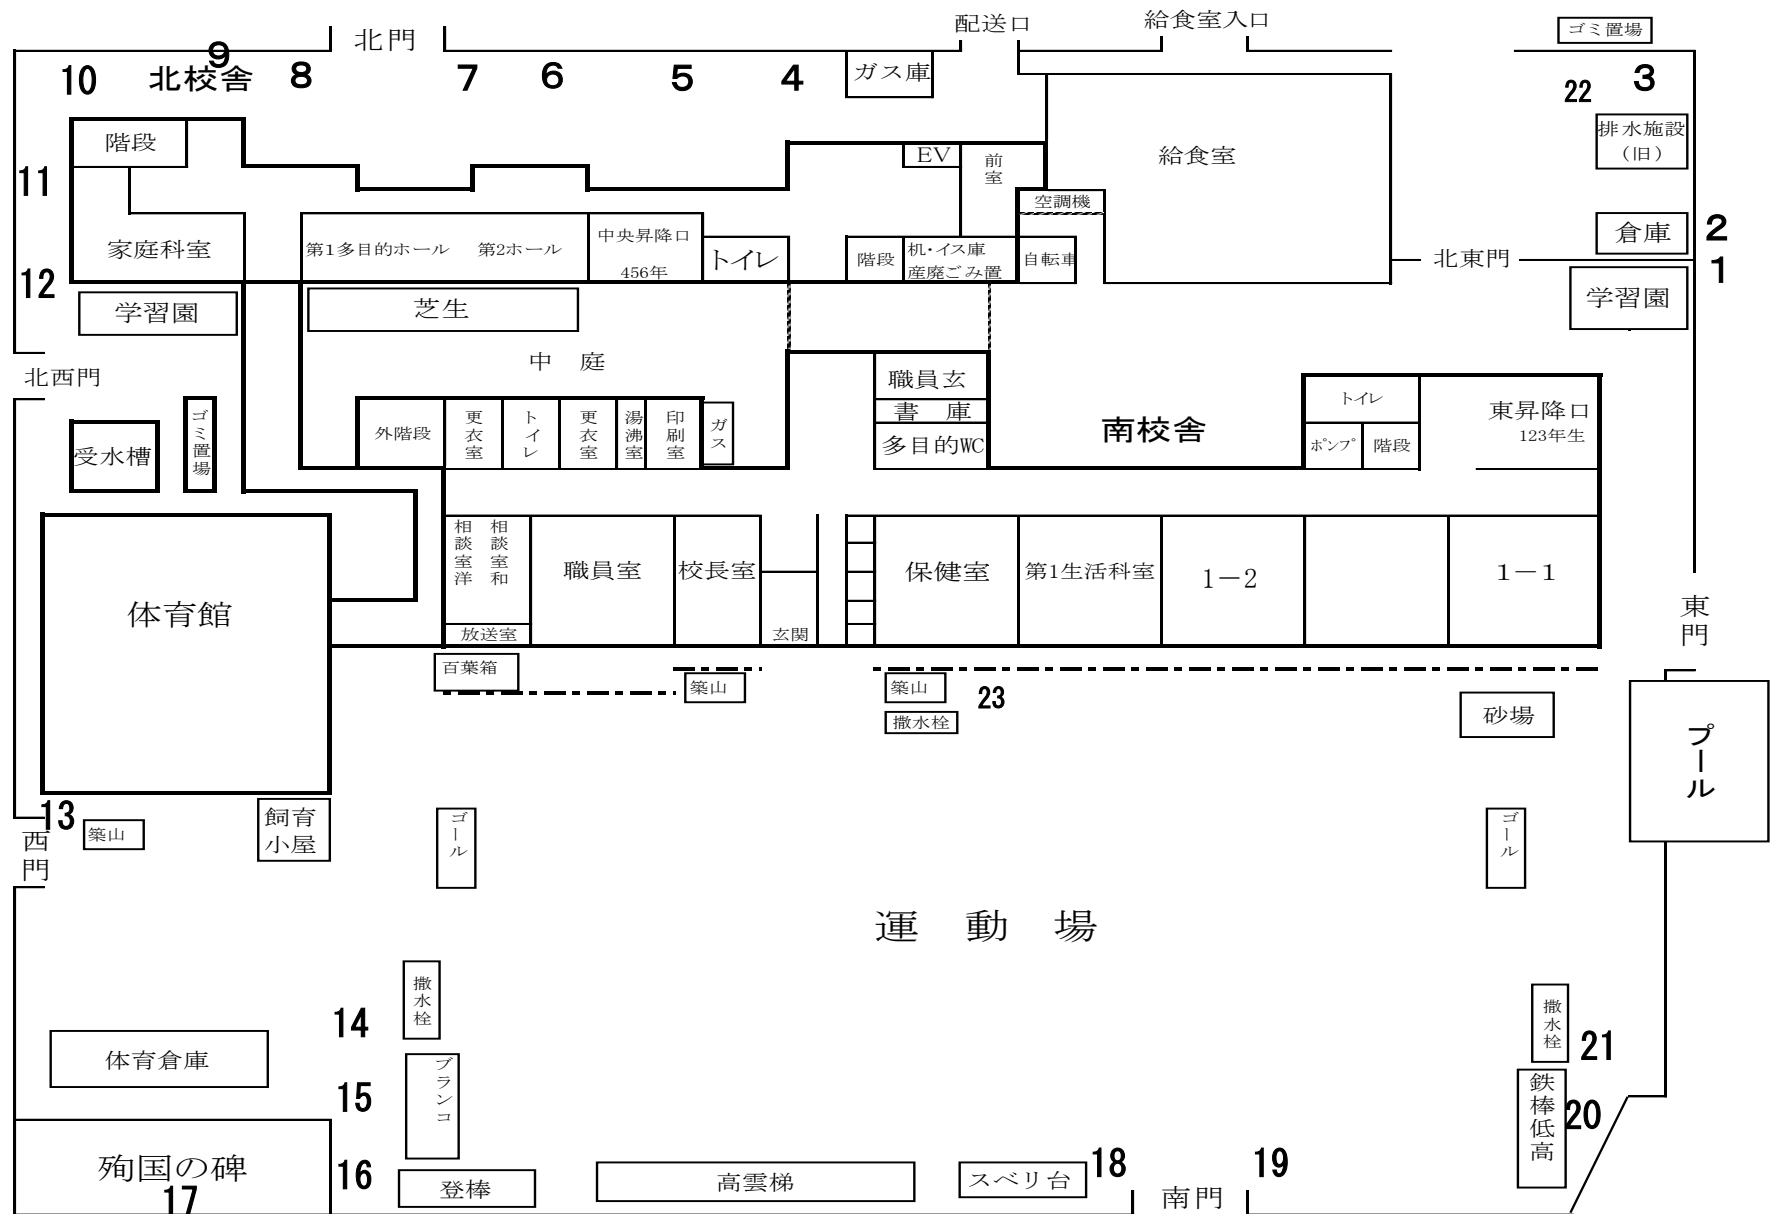 配送口
給食室入口
ゴミ置場
北門
9
10
北校舎
8
7
6
5
4
ガス庫
22
3
階段
EV
前室
給食室
排水施設
（旧）
11
空調機
家庭科室
第1多目的ホール
第2ホール
中央昇降口
456年
トイレ
階段
机・イス庫
産廃ごみ置
自転車
北東門
倉庫
2
1
12
学習園
芝生
学習園
中 庭
北西門
職員玄
書 庫
多目的WC
南校舎
トイレ
ポンプ
階段
東昇降口
123年生
受水槽
ゴミ置場
外階段
更衣室
トイレ
更衣室
湯沸室
印刷室
ガス
相談室洋
相談室和
放送室
職員室
校長室
玄関
保健室
第1生活科室
1－2
1－1
体育館
東門
百葉箱
築山
築山
撒水栓
23
砂場
プール
13
西門
築山
飼育
小屋
ゴール
ゴール
運 動 場
撒水栓
14
撒水栓
21
体育倉庫
15
ブランコ
鉄棒低高
20
殉国の碑
17
16
登棒
高雲梯
スベリ台
18
南門
19